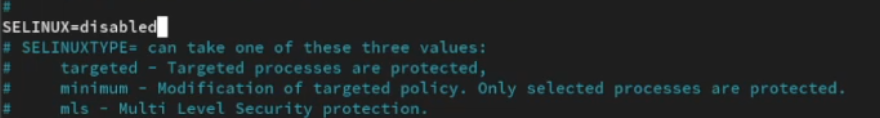 #
SELINUX=disabled
# SELINUXTYPE= can take one of these three values:
#     targeted - Targeted processes are protected,
#     minimum - Modification of targeted policy. Only selected processes are protected.
#     mls - Multi Level Security protection.